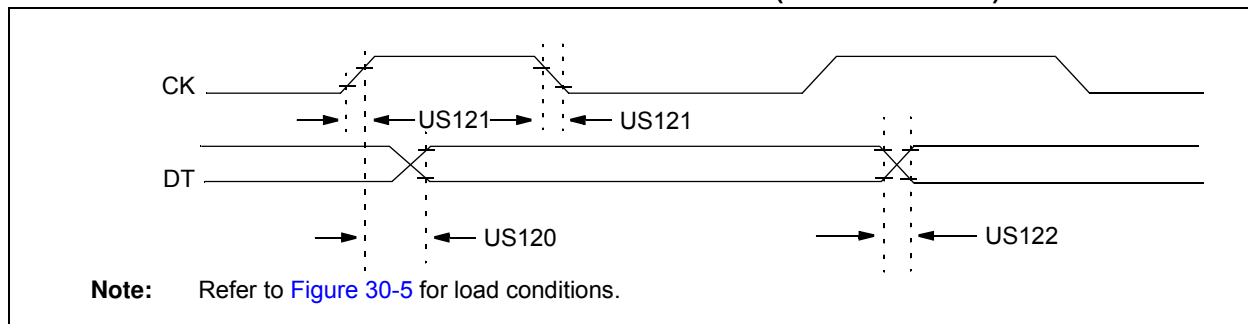 CK
US121
US121
DT
US120
US122
Note: Refer to Figure 30-5 for load conditions.